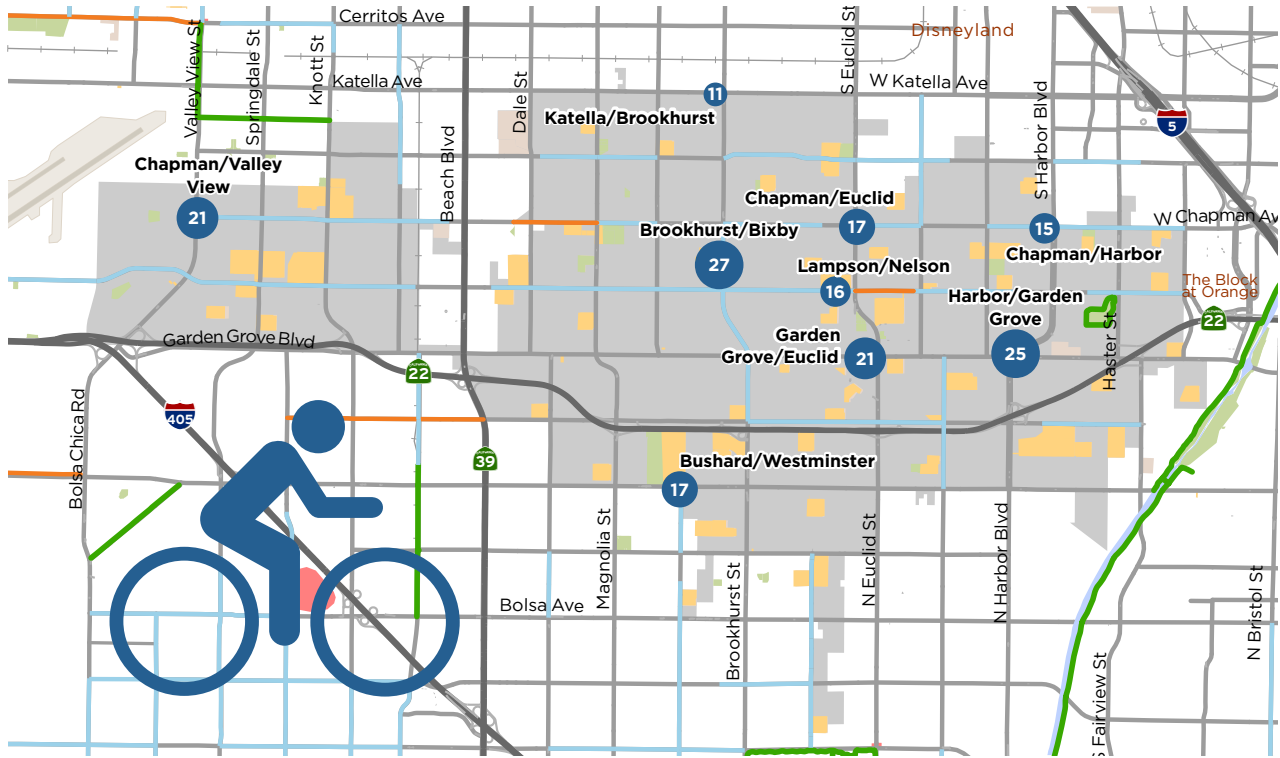 Cerritos Ave
Disneyland
Valley View St
Springdale St
Knott St
Katella Ave
Dale St
S Euclid St
W Katella Ave
S Harbor Blvd
11
Katella/Brookhurst
5
Beach Blvd
Chapman/Valley
View
21
Chapman/Euclid
17
Brookhurst/Bixby
27
15
Chapman/Harbor
W Chapman Av
Lampson/Nelson
16
The Block
at Orange
Harbor/Garden
Grove
25
22
Haster St
Garden
Grove/Euclid
21
Garden Grove Blvd
22
405
Bolsa Chica Rd
39
Bushard/Westminster
17
Magnolia St
Brookhurst St
N Euclid St
N Harbor Blvd
N Bristol St
Bolsa Ave
S Fairview St